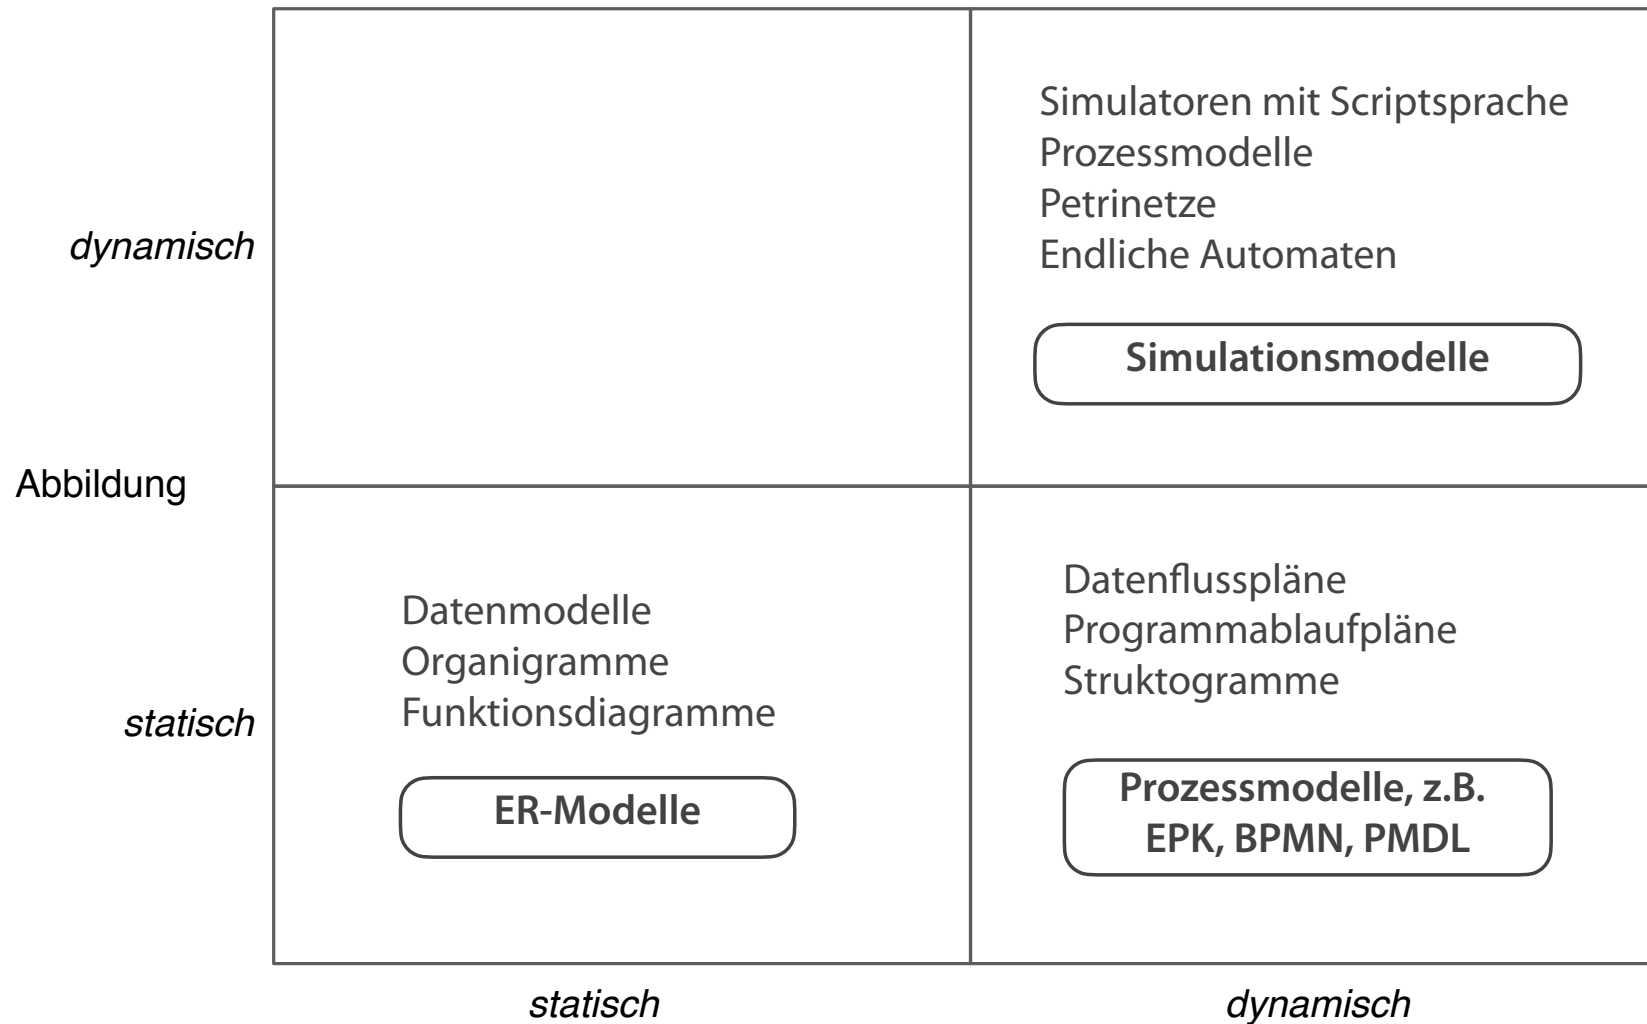 Simulatoren mit Scriptsprache
Prozessmodelle
Petrinetze
Endliche Automaten
dynamisch
Simulationsmodelle
Abbildung
Datenmodelle
Organigramme
Funktionsdiagramme
statisch
ER-Modelle
Datenflusspläne
Programmablaufpläne
Struktogramme
Prozessmodelle, z.B.
EPK, BPMN, PMDL
statisch
dynamisch